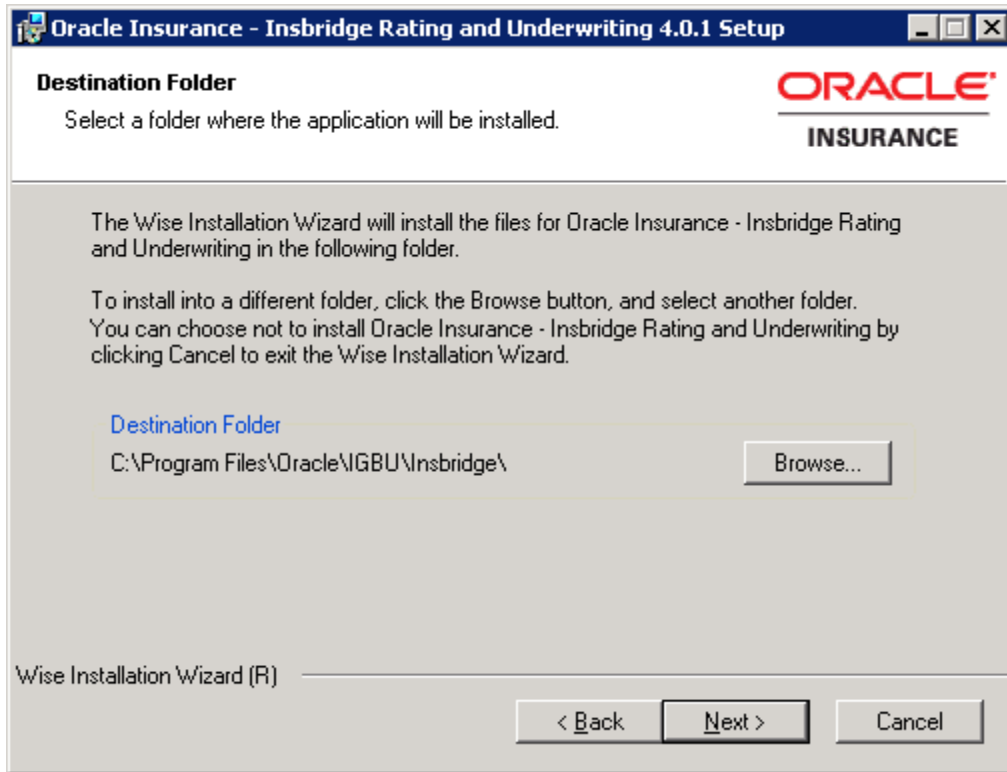 Oracle Insurance - Insbridge Rating and Underwriting 4.0.1 Setup
Destination Folder
Select a folder where the application will be installed.
ORACLE
INSURANCE
The Wise Installation Wizard will install the files for Oracle Insurance - Insbridge Rating
and Underwriting in the following folder.
To install into a different folder, click the Browse button, and select another folder.
You can choose not to install Oracle Insurance - Insbridge Rating and Underwriting by
clicking Cancel to exit the Wise Installation Wizard.
Destination Folder
C:\Program Files\Oracle\IGBU\Insbridge\
Browse...
Wise Installation Wizard (R)
< Back
Next >
Cancel